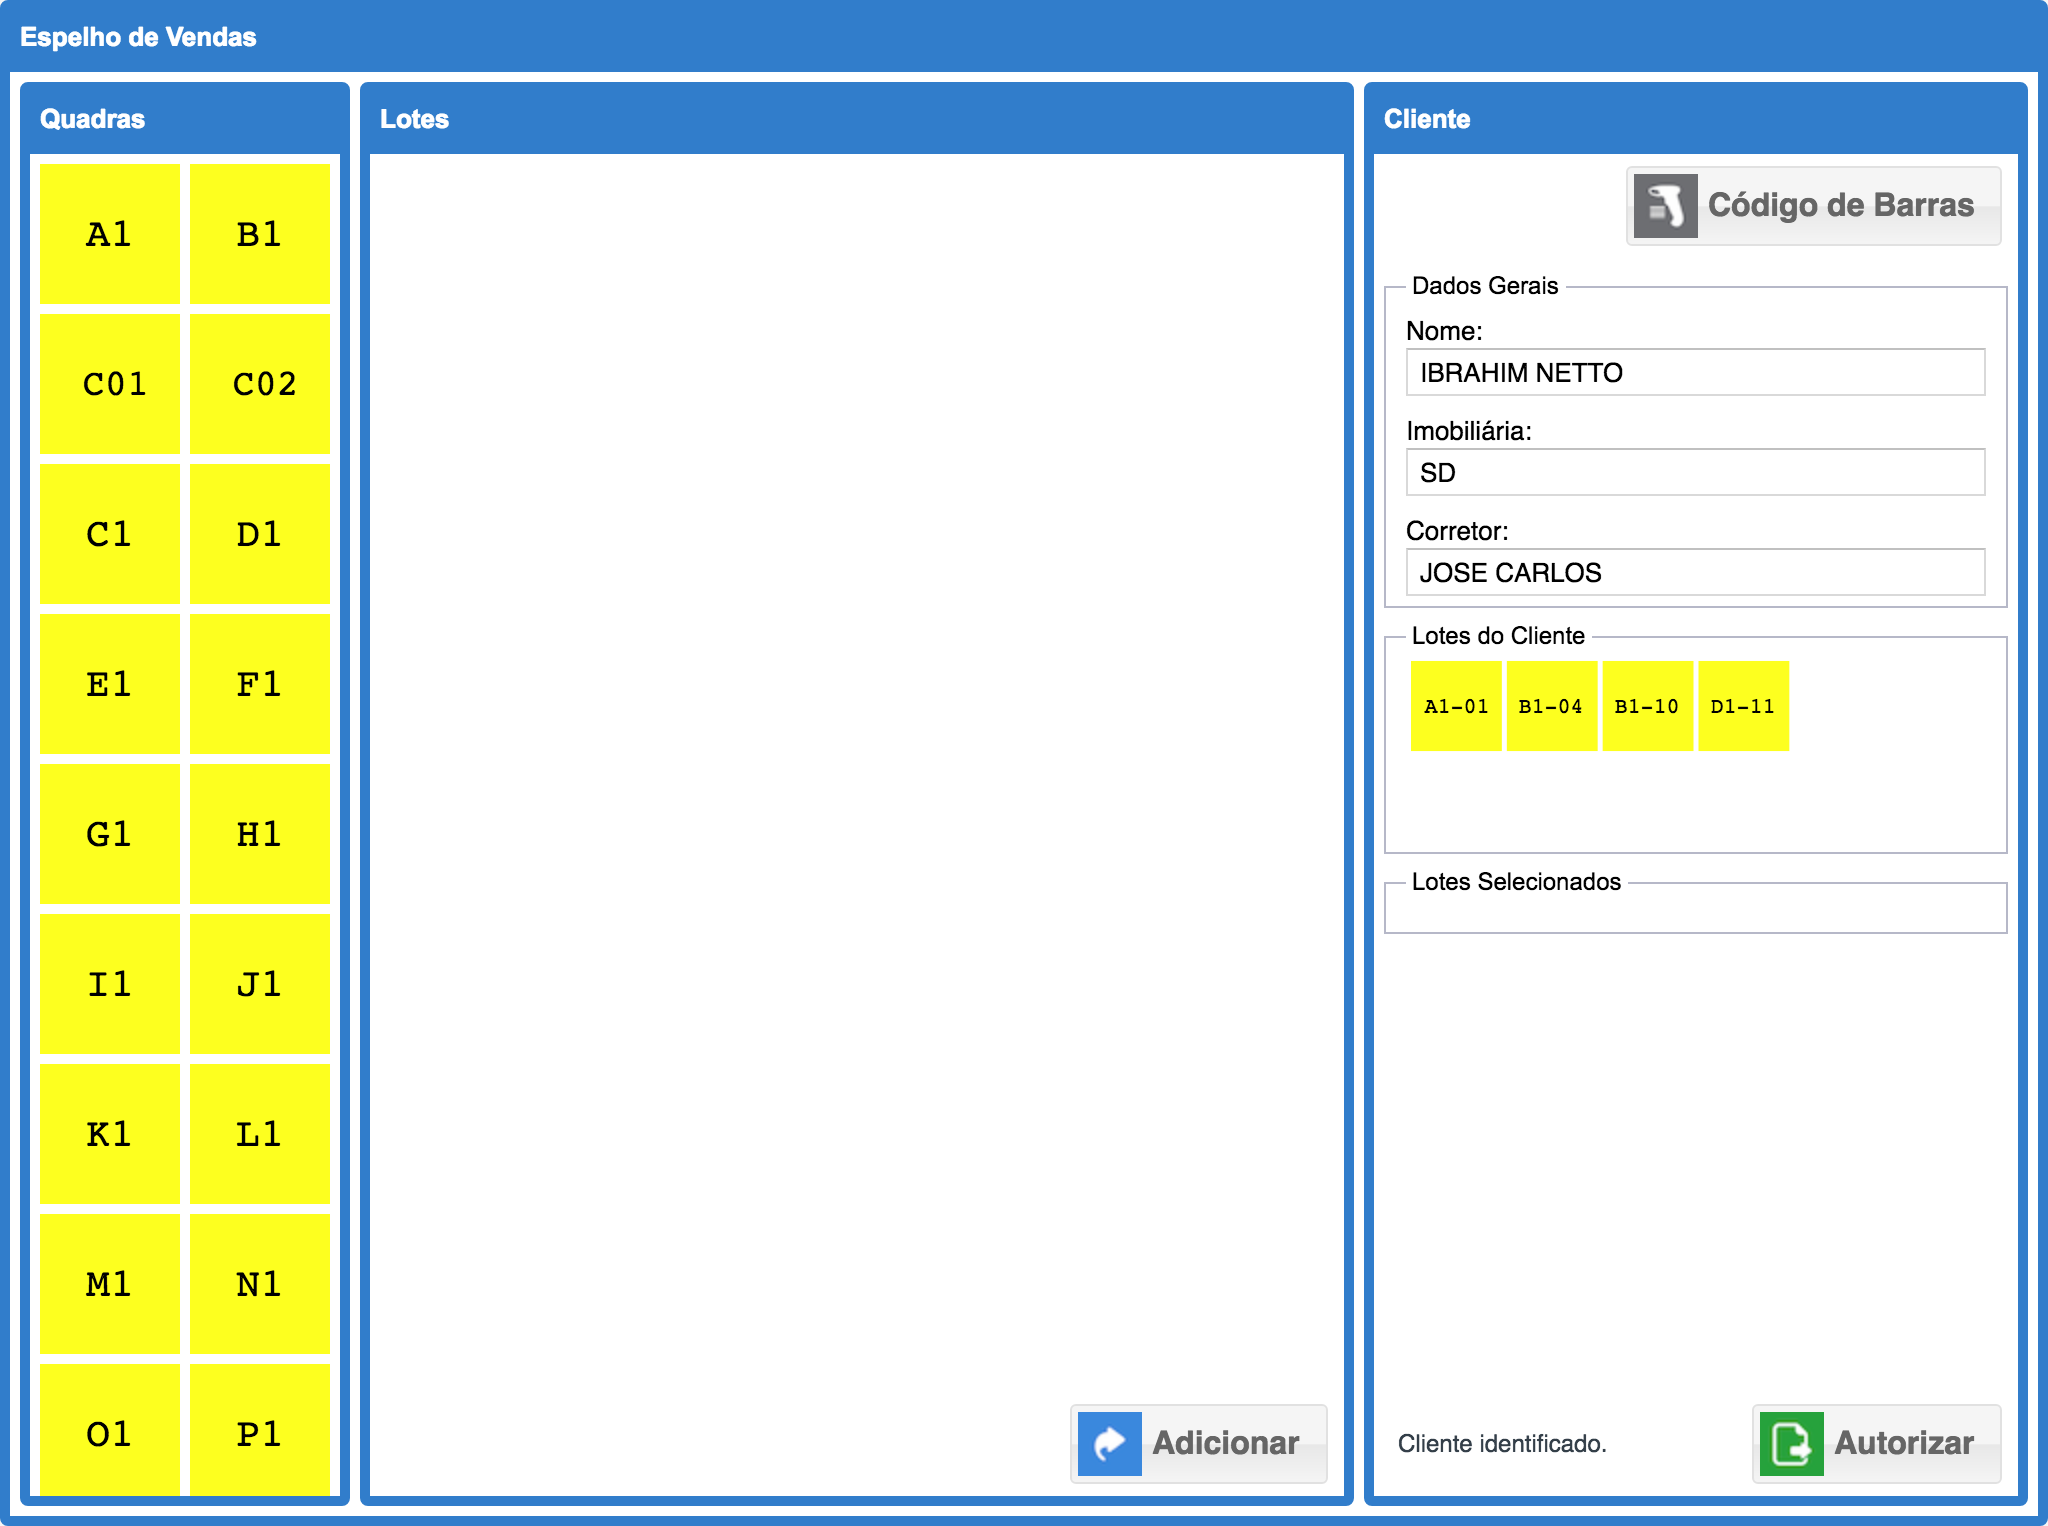 Espelho de Vendas
Quadras
A1 B1
C01 C02
C1 D1
E1 F1
G1 H1
I1 J1
K1 L1
M1 N1
O1 P1
Lotes
Adicionar
Cliente
Código de Barras
Dados Gerais
Nome:
IBRAHIM NETTO
Imobiliária:
SD
Corretor:
JOSE CARLOS
Lotes do Cliente
A1-01 B1-04 B1-10 D1-11
Lotes Selecionados
Cliente identificado.
Autorizar